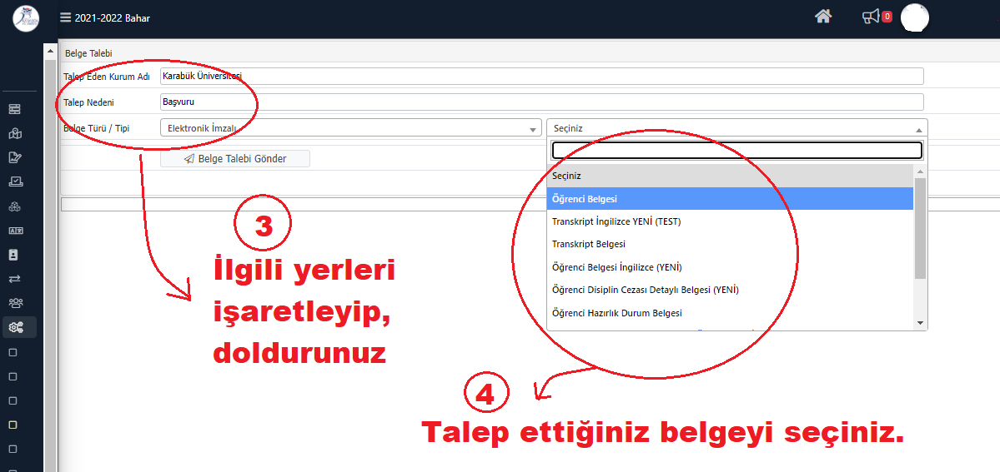 2021-2022 Bahar
0
Belge Talebi
Talep Eden Kurum Adı
Karabük Üniversitesi
Talep Nedeni
Başvuru
Belge Türü / Tipi
Elektronik İmzalı
Seçiniz
Belge Talebi Gönder
Seçiniz
Öğrenci Belgesi
Transkript İngilizce YENİ (TEST)
Transkript Belgesi
Öğrenci Belgesi İngilizce (YENİ)
Öğrenci Disiplin Cezası Detaylı Belgesi (YENİ)
Öğrenci Hazırlık Durum Belgesi
3
İlgili yerleri
işaretleyip,
doldurunuz
4
Talep ettiğiniz belgeyi seçiniz.